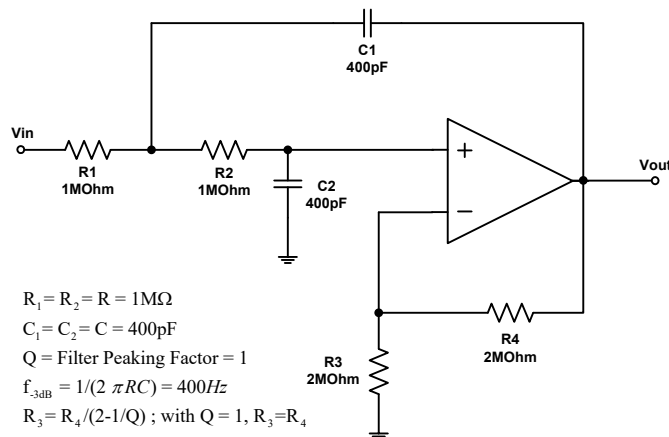 C1
400pF
Vin
R1
1MOhm
R2
1MOhm
C2
400pF
+
−
Vout
R4
2MOhm
R3
2MOhm
R₁= R₂= R = 1MΩ
C₁= C₂= C = 400pF
Q = Filter Peaking Factor = 1
f₋₃dB = 1/(2 πRC) = 400Hz
R₃= R₄/(2-1/Q) ; with Q = 1, R₃=R₄